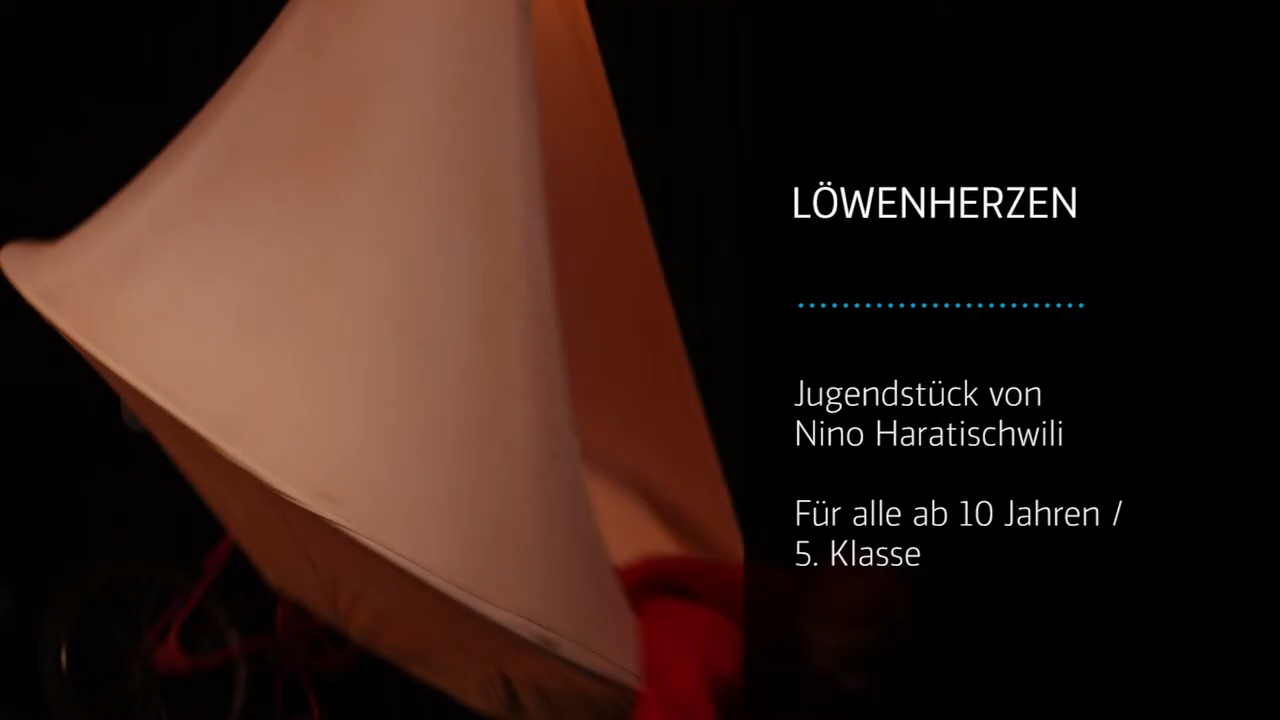 LÖWENHERZEN
Jugendstück von
Nino Haratischwili
Für alle ab 10 Jahren /
5. Klasse